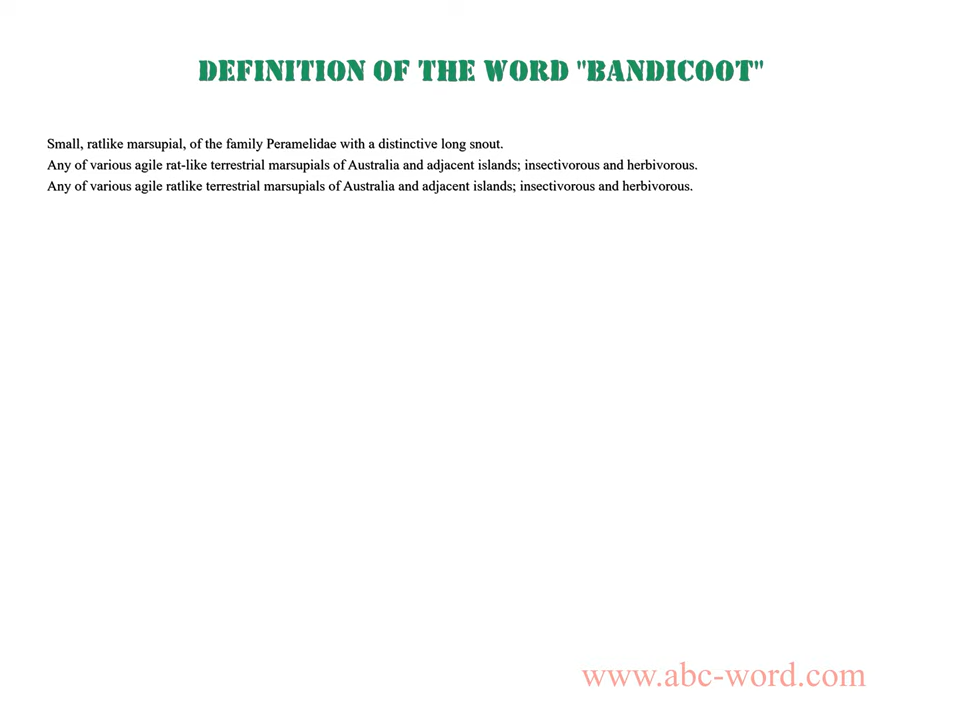 DEFINITION OF THE WORD "BANDICOOT"
Small, ratlike marsupial, of the family Peramelidae with a distinctive long snout.
Any of various agile rat-like terrestrial marsupials of Australia and adjacent islands; insectivorous and herbivorous.
Any of various agile ratlike terrestrial marsupials of Australia and adjacent islands; insectivorous and herbivorous.
www.abc-word.com